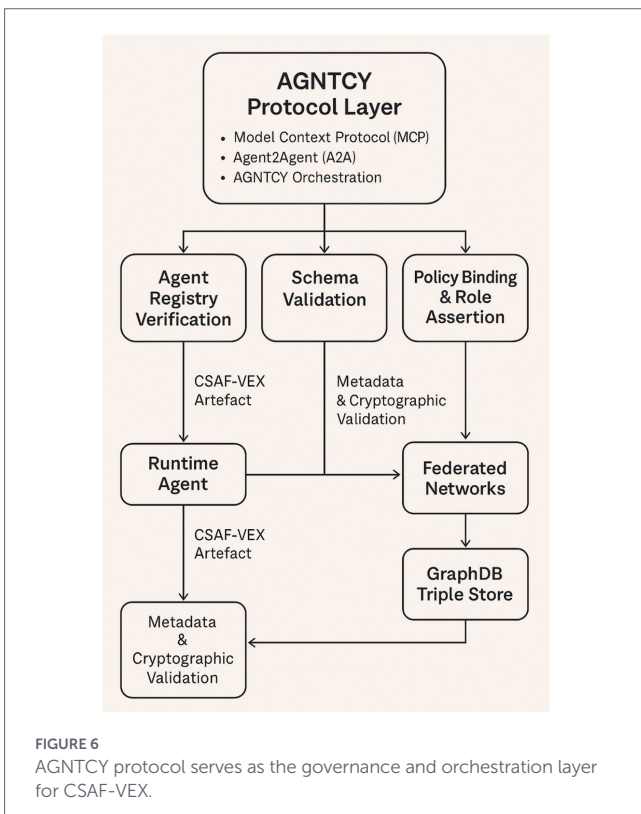 AGNTCY
Protocol Layer
• Model Context Protocol (MCP)
• Agent2Agent (A2A)
• AGNTCY Orchestration
Agent
Registry
Verification
Schema
Validation
Policy Binding
& Role
Assertion
CSAF-VEX
Artefact
Metadata
& Cryptographic
Validation
Runtime
Agent
Federated
Networks
CSAF-VEX
Artefact
GraphDB
Triple Store
Metadata
&
Cryptographic
Validation
FIGURE 6
AGNTCY protocol serves as the governance and orchestration layer
for CSAF-VEX.